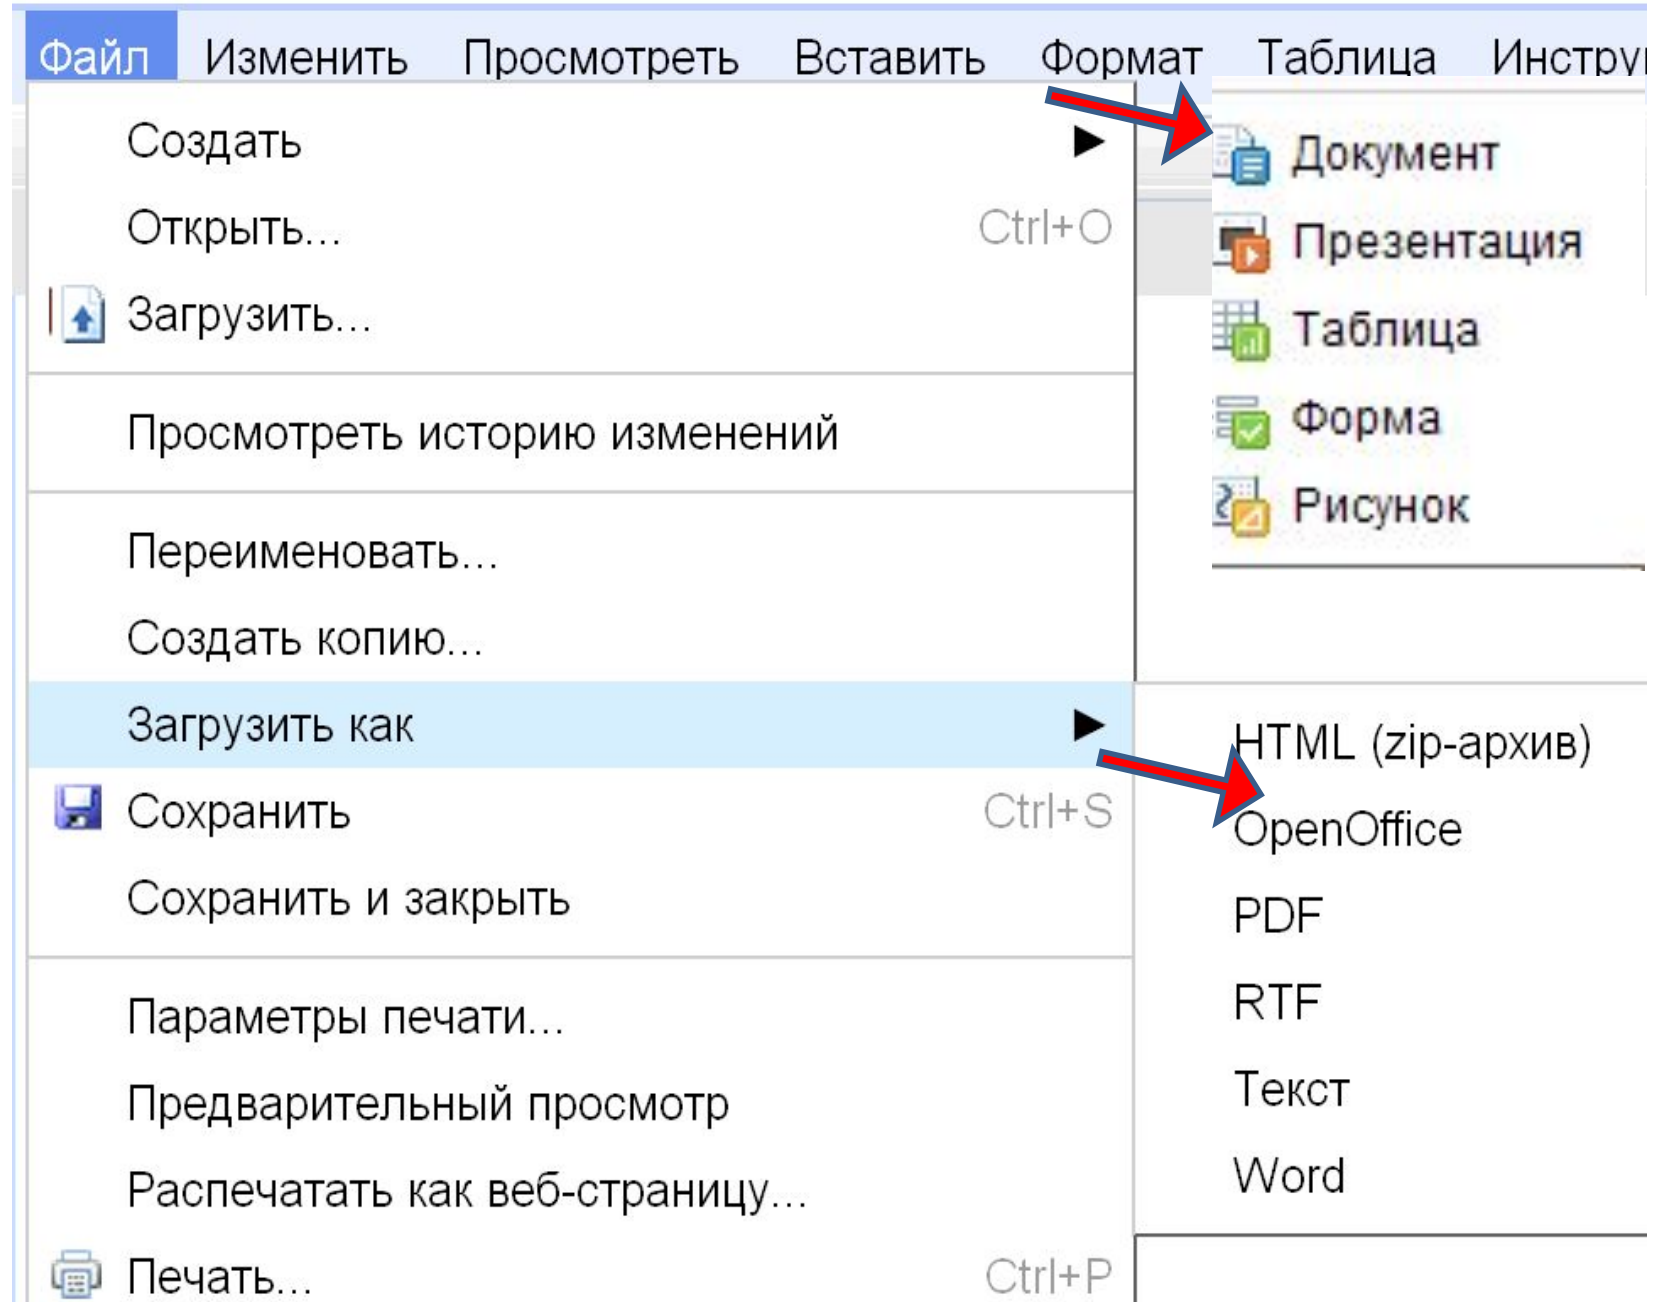 Файл Изменить Просмотреть Вставить Формат Таблица
Создать
Открыть... Ctrl+O
Загрузить...
Просмотреть историю изменений
Переименовать...
Создать копию...
Загрузить как
Сохранить Ctrl+S
Сохранить и закрыть
Параметры печати...
Предварительный просмотр
Распечатать как веб-страницу...
Печать... Ctrl+P
Документ
Презентация
Таблица
Форма
Рисунок
HTML (zip-архив)
OpenOffice
PDF
RTF
Текст
Word